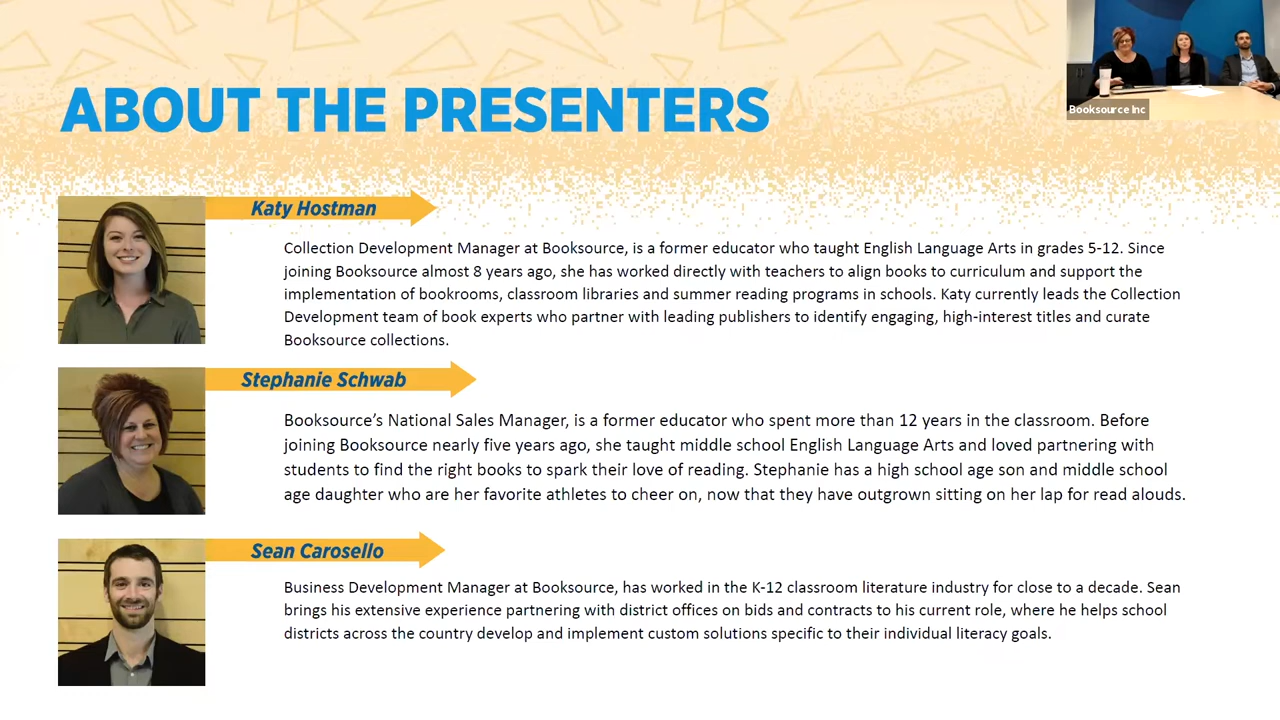 ABOUT THE PRESENTERS
Booksource Inc
Katy Hostman
Collection Development Manager at Booksource, is a former educator who taught English Language Arts in grades 5-12. Since
joining Booksource almost 8 years ago, she has worked directly with teachers to align books to curriculum and support the
implementation of bookrooms, classroom libraries and summer reading programs in schools. Katy currently leads the Collection
Development team of book experts who partner with leading publishers to identify engaging, high-interest titles and curate
Booksource collections.
Stephanie Schwab
Booksource’s National Sales Manager, is a former educator who spent more than 12 years in the classroom. Before
joining Booksource nearly five years ago, she taught middle school English Language Arts and loved partnering with
students to find the right books to spark their love of reading. Stephanie has a high school age son and middle school
age daughter who are her favorite athletes to cheer on, now that they have outgrown sitting on her lap for read alouds.
Sean Carosello
Business Development Manager at Booksource, has worked in the K-12 classroom literature industry for close to a decade. Sean
brings his extensive experience partnering with district offices on bids and contracts to his current role, where he helps school
districts across the country develop and implement custom solutions specific to their individual literacy goals.